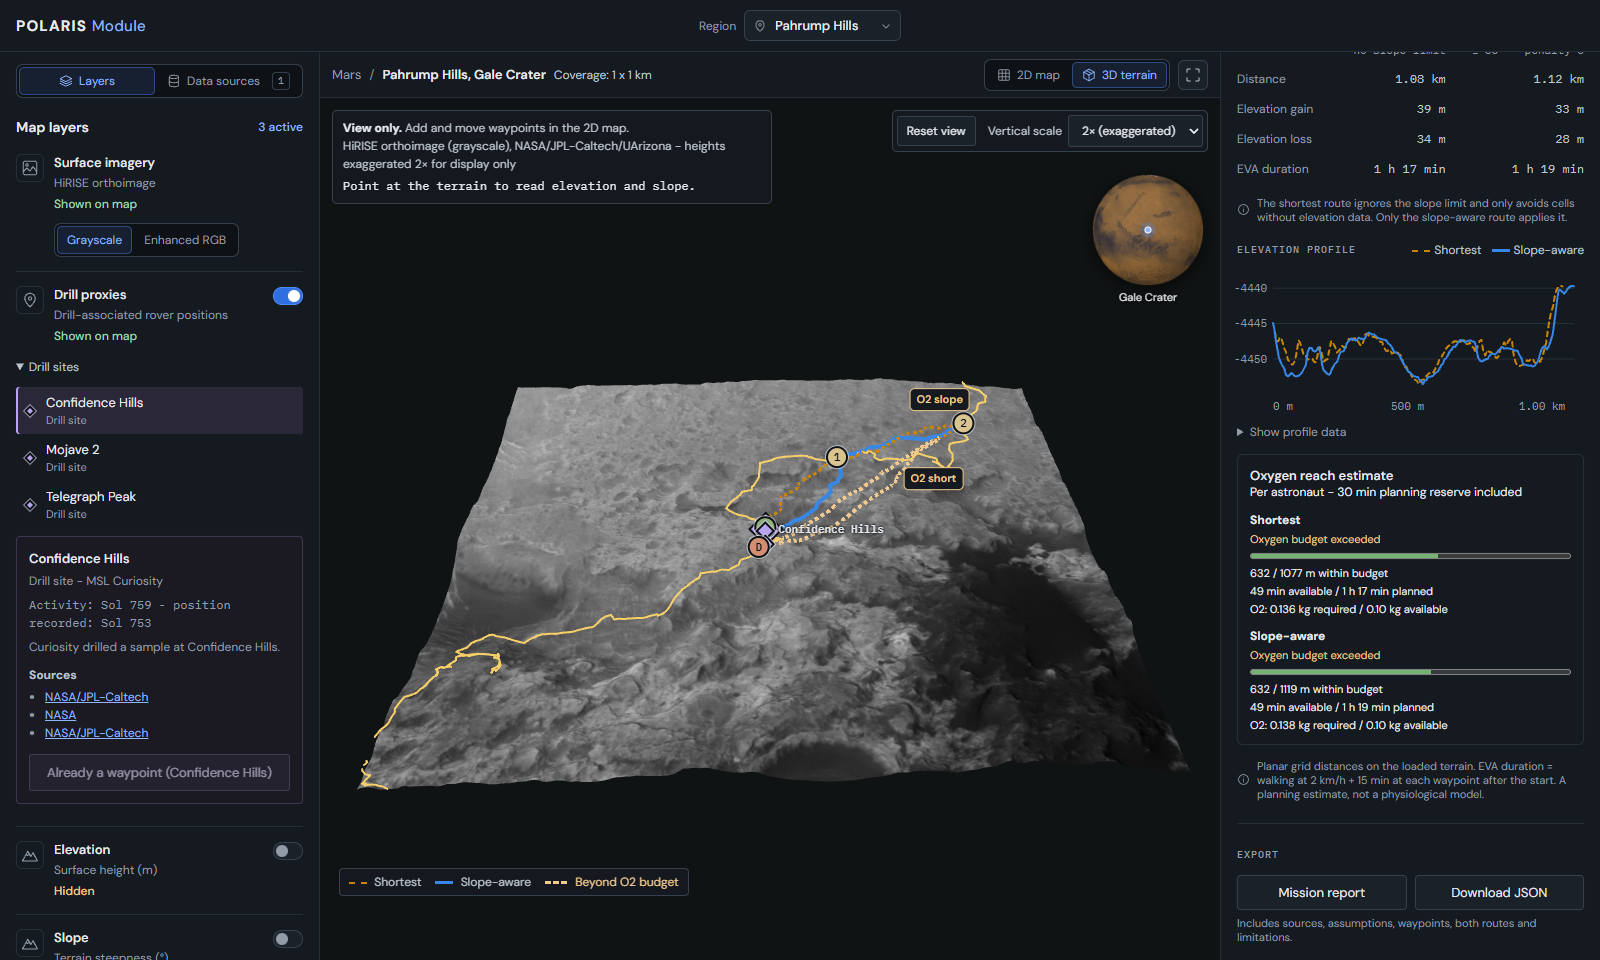 POLARIS Module
Region
Pahrump Hills
Layers
Data sources 1
Map layers
3 active
Surface imagery
HiRISE orthoimage
Shown on map
Grayscale
Enhanced RGB
Drill proxies
Drill-associated rover positions
Shown on map
Drill sites
Confidence Hills
Drill site
Mojave 2
Drill site
Telegraph Peak
Drill site
Confidence Hills
Drill site – MSL Curiosity
Activity: Sol 759 - position
recorded: Sol 753
Curiosity drilled a sample at Confidence Hills.
Sources
NASA/JPL-Caltech
NASA
NASA/JPL-Caltech
Already a waypoint (Confidence Hills)
Elevation
Surface height (m)
Hidden
Slope
Terrain steepness (°)
Mars / Pahrump Hills, Gale Crater Coverage: 1 x 1 km
2D map
3D terrain
View only. Add and move waypoints in the 2D map.
HiRISE orthoimage (grayscale), NASA/JPL-Caltech/UArizona – heights
exaggerated 2× for display only
Point at the terrain to read elevation and slope.
Reset view
Vertical scale
2× (exaggerated)
Gale Crater
O2 slope
2
1
O2 short
Confidence Hills
D
Shortest
Slope-aware
Beyond O2 budget
Distance 1.08 km 1.12 km
Elevation gain 39 m 33 m
Elevation loss 34 m 28 m
EVA duration 1 h 17 min 1 h 19 min
The shortest route ignores the slope limit and only avoids cells
without elevation data. Only the slope-aware route applies it.
ELEVATION PROFILE
Shortest
Slope-aware
-4440
-4445
-4450
0 m
500 m
1.00 km
Show profile data
Oxygen reach estimate
Per astronaut – 30 min planning reserve included
Shortest
Oxygen budget exceeded
632 / 1077 m within budget
49 min available / 1 h 17 min planned
O2: 0.136 kg required / 0.10 kg available
Slope-aware
Oxygen budget exceeded
632 / 1119 m within budget
49 min available / 1 h 19 min planned
O2: 0.138 kg required / 0.10 kg available
Planar grid distances on the loaded terrain. EVA duration =
walking at 2 km/h + 15 min at each waypoint after the start. A
planning estimate, not a physiological model.
EXPORT
Mission report
Download JSON
Includes sources, assumptions, waypoints, both routes and
limitations.